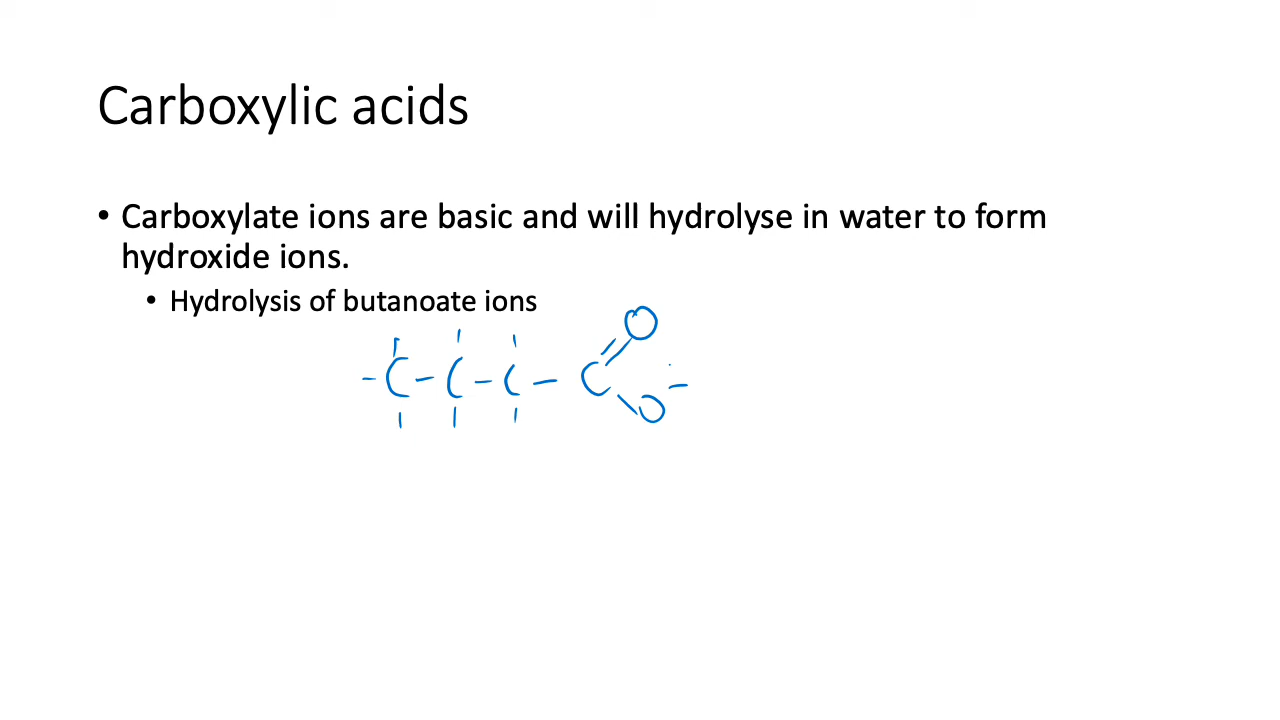 Carboxylic acids
• Carboxylate ions are basic and will hydrolyse in water to form
hydroxide ions.
• Hydrolysis of butanoate ions
O
- C - C - C - C
O -